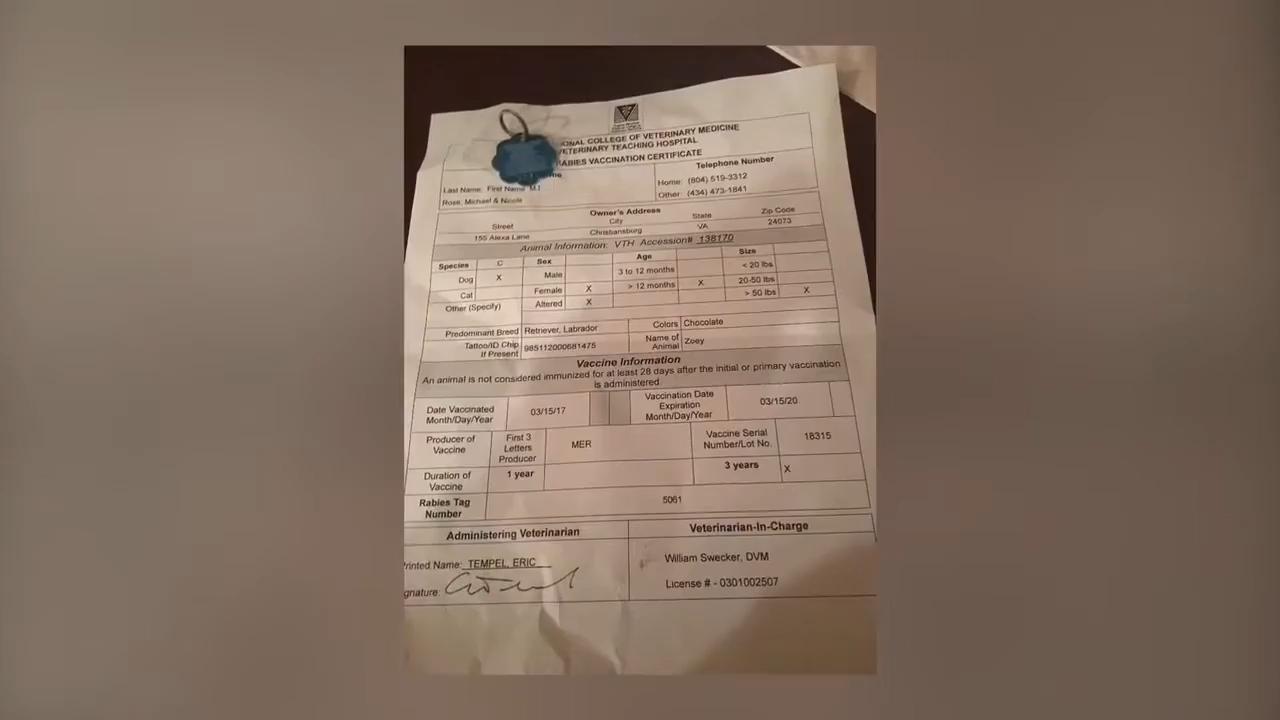 IONAL COLLEGE OF VETERINARY MEDICINE
VETERINARY TEACHING HOSPITAL
RABIES VACCINATION CERTIFICATE
Telephone Number
Last Name: First Name M.I
Home: (804) 519-3312
Rose, Michael & Nicole
Other: (434) 473-1841
Owner's Address
Street City State Zip Code
155 Alexa Lane Christiansburg VA 24073
Animal Information: VTH Accession# 138170
Species C Sex Age Size
Dog X Male 3 to 12 months < 20 lbs
Cat Female X > 12 months X 20-50 lbs
Other (Specify) Altered X > 50 lbs X
Predominant Breed Retriever, Labrador Colors Chocolate
Tattoo/ID Chip If Present 985112000681475 Name of Animal Zoey
Vaccine Information
An animal is not considered immunized for at least 28 days after the initial or primary vaccination
is administered
Date Vaccinated Month/Day/Year 03/15/17 Vaccination Date Expiration Month/Day/Year 03/15/20
Producer of Vaccine First 3 Letters Producer MER Vaccine Serial Number/Lot No. 18315
Duration of Vaccine 1 year 3 years X
Rabies Tag Number 5061
Administering Veterinarian Veterinarian-In-Charge
rinted Name: TEMPEL, ERIC William Swecker, DVM
gnature: License # - 0301002507